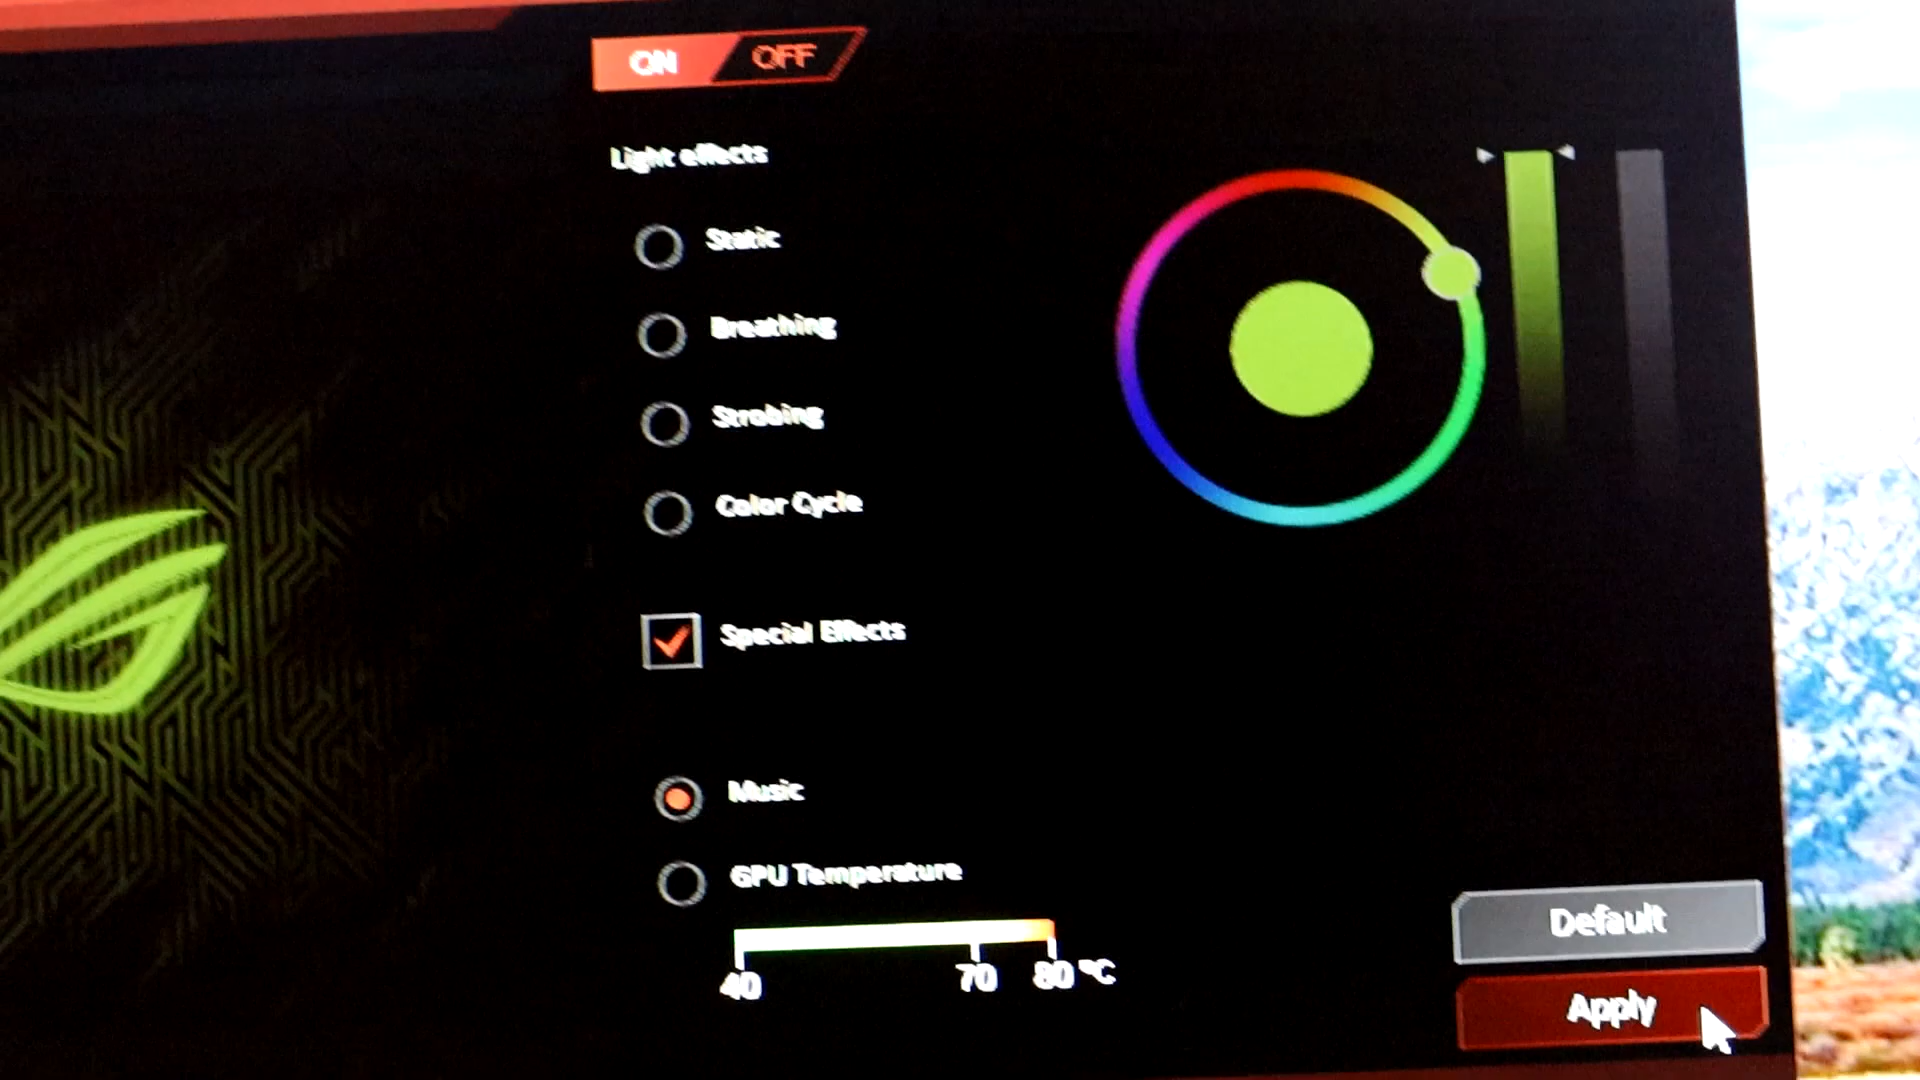 ON OFF
Light effects
Static
Breathing
Strobing
Color Cycle
Special Effects
Music
GPU Temperature
40 70 80 °C
Default
Apply